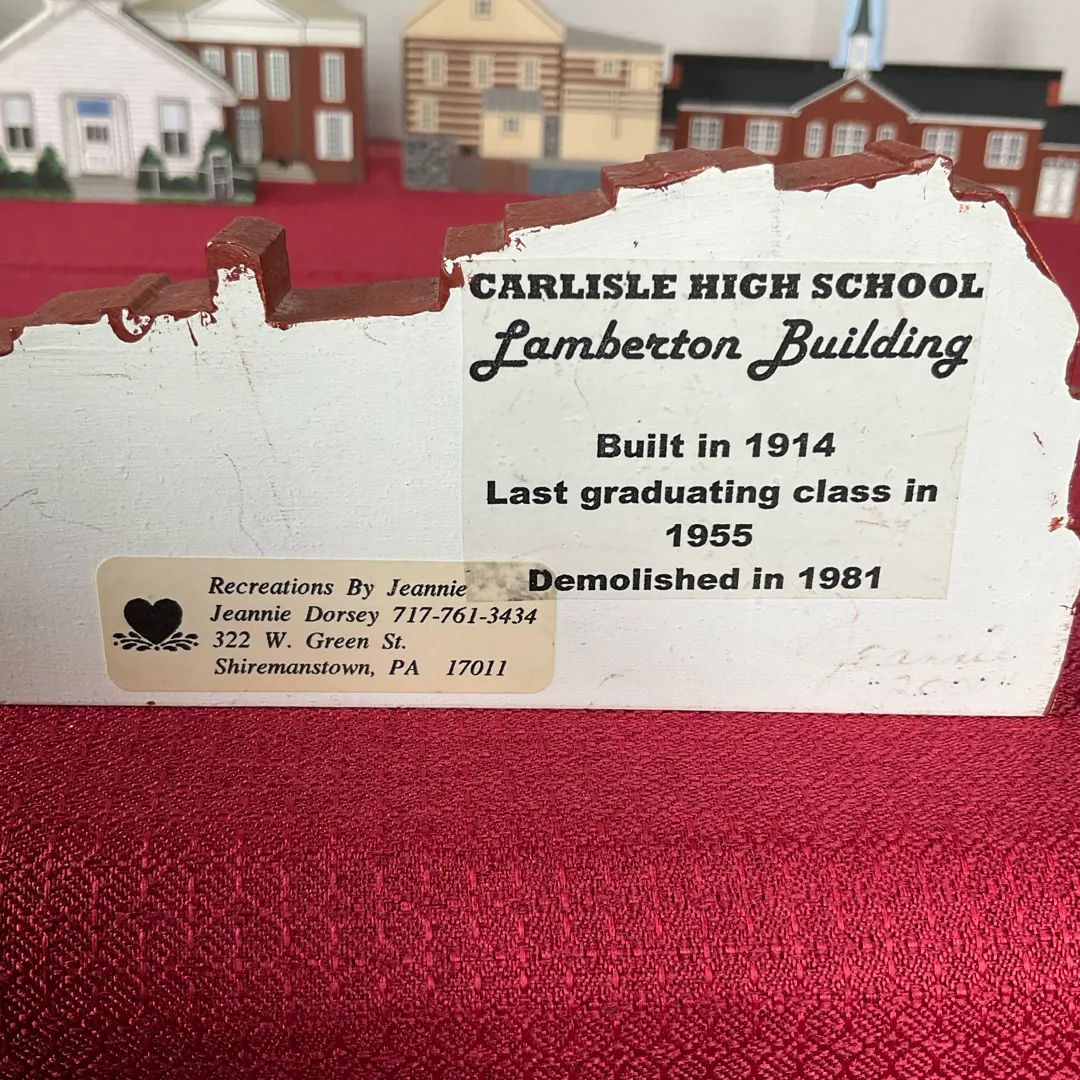 CARLISLE HIGH SCHOOL
Lamberton Building
Built in 1914
Last graduating class in
1955
Demolished in 1981
Recreations By Jeannie
Jeannie Dorsey 717-761-3434
322 W. Green St.
Shiremanstown, PA 17011